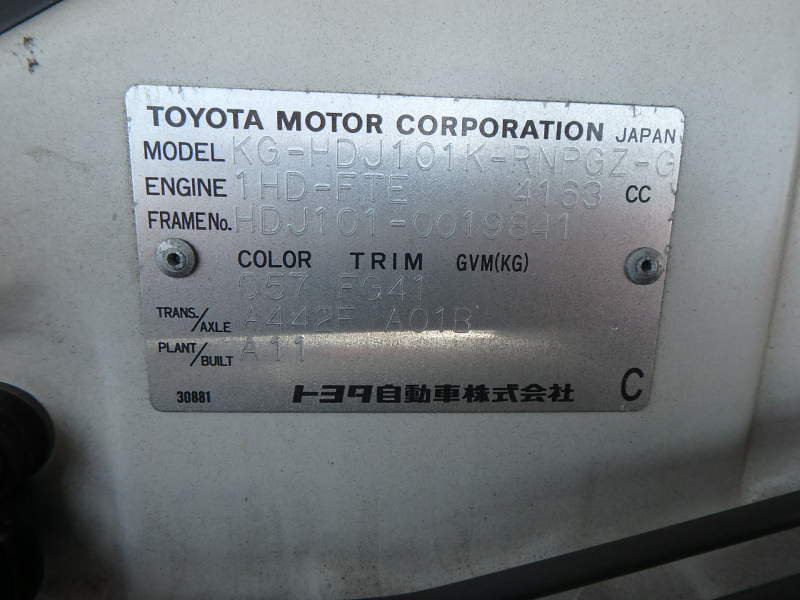 TOYOTA MOTOR CORPORATION JAPAN
MODEL KG-HDJ101K-RNPGZ-G
ENGINE 1HD-FTE 4163 CC
FRAME No. HDJ101-0019841
COLOR TRIM GVM(KG)
057 FG41
TRANS./AXLE A442F A01B
PLANT/BUILT A11
30881 トヨタ自動車株式会社 C